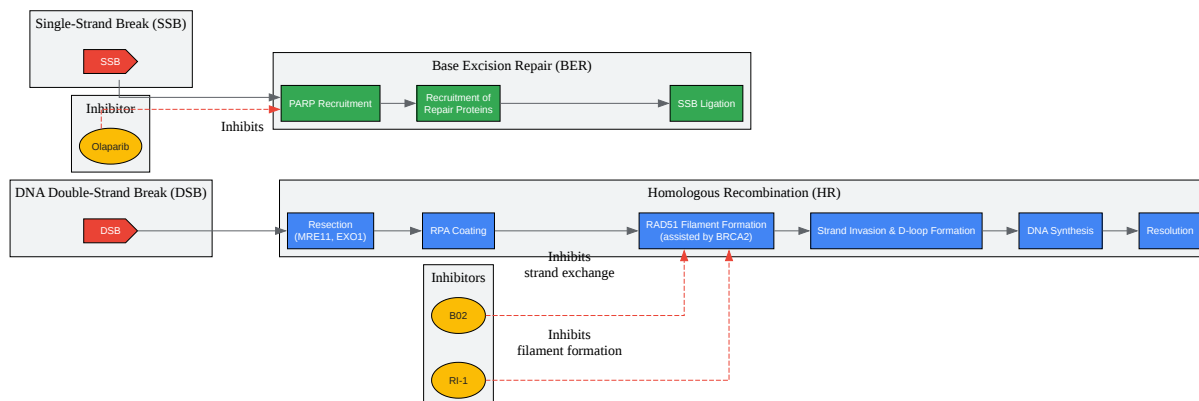 Single-Strand Break (SSB)
SSB
Base Excision Repair (BER)
PARP Recruitment
Recruitment of
Repair Proteins
SSB Ligation
Inhibitor
Inhibits
Olaparib
DNA Double-Strand Break (DSB)
DSB
Homologous Recombination (HR)
Resection
(MRE11, EXO1)
RPA Coating
RAD51 Filament Formation
(assisted by BRCA2)
Strand Invasion & D-loop Formation
DNA Synthesis
Resolution
Inhibits
strand exchange
Inhibitors
B02
Inhibits
filament formation
RI-1